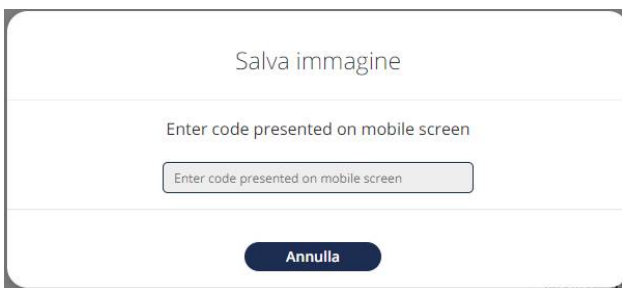 Salva immagine
Enter code presented on mobile screen
Enter code presented on mobile screen
Annulla